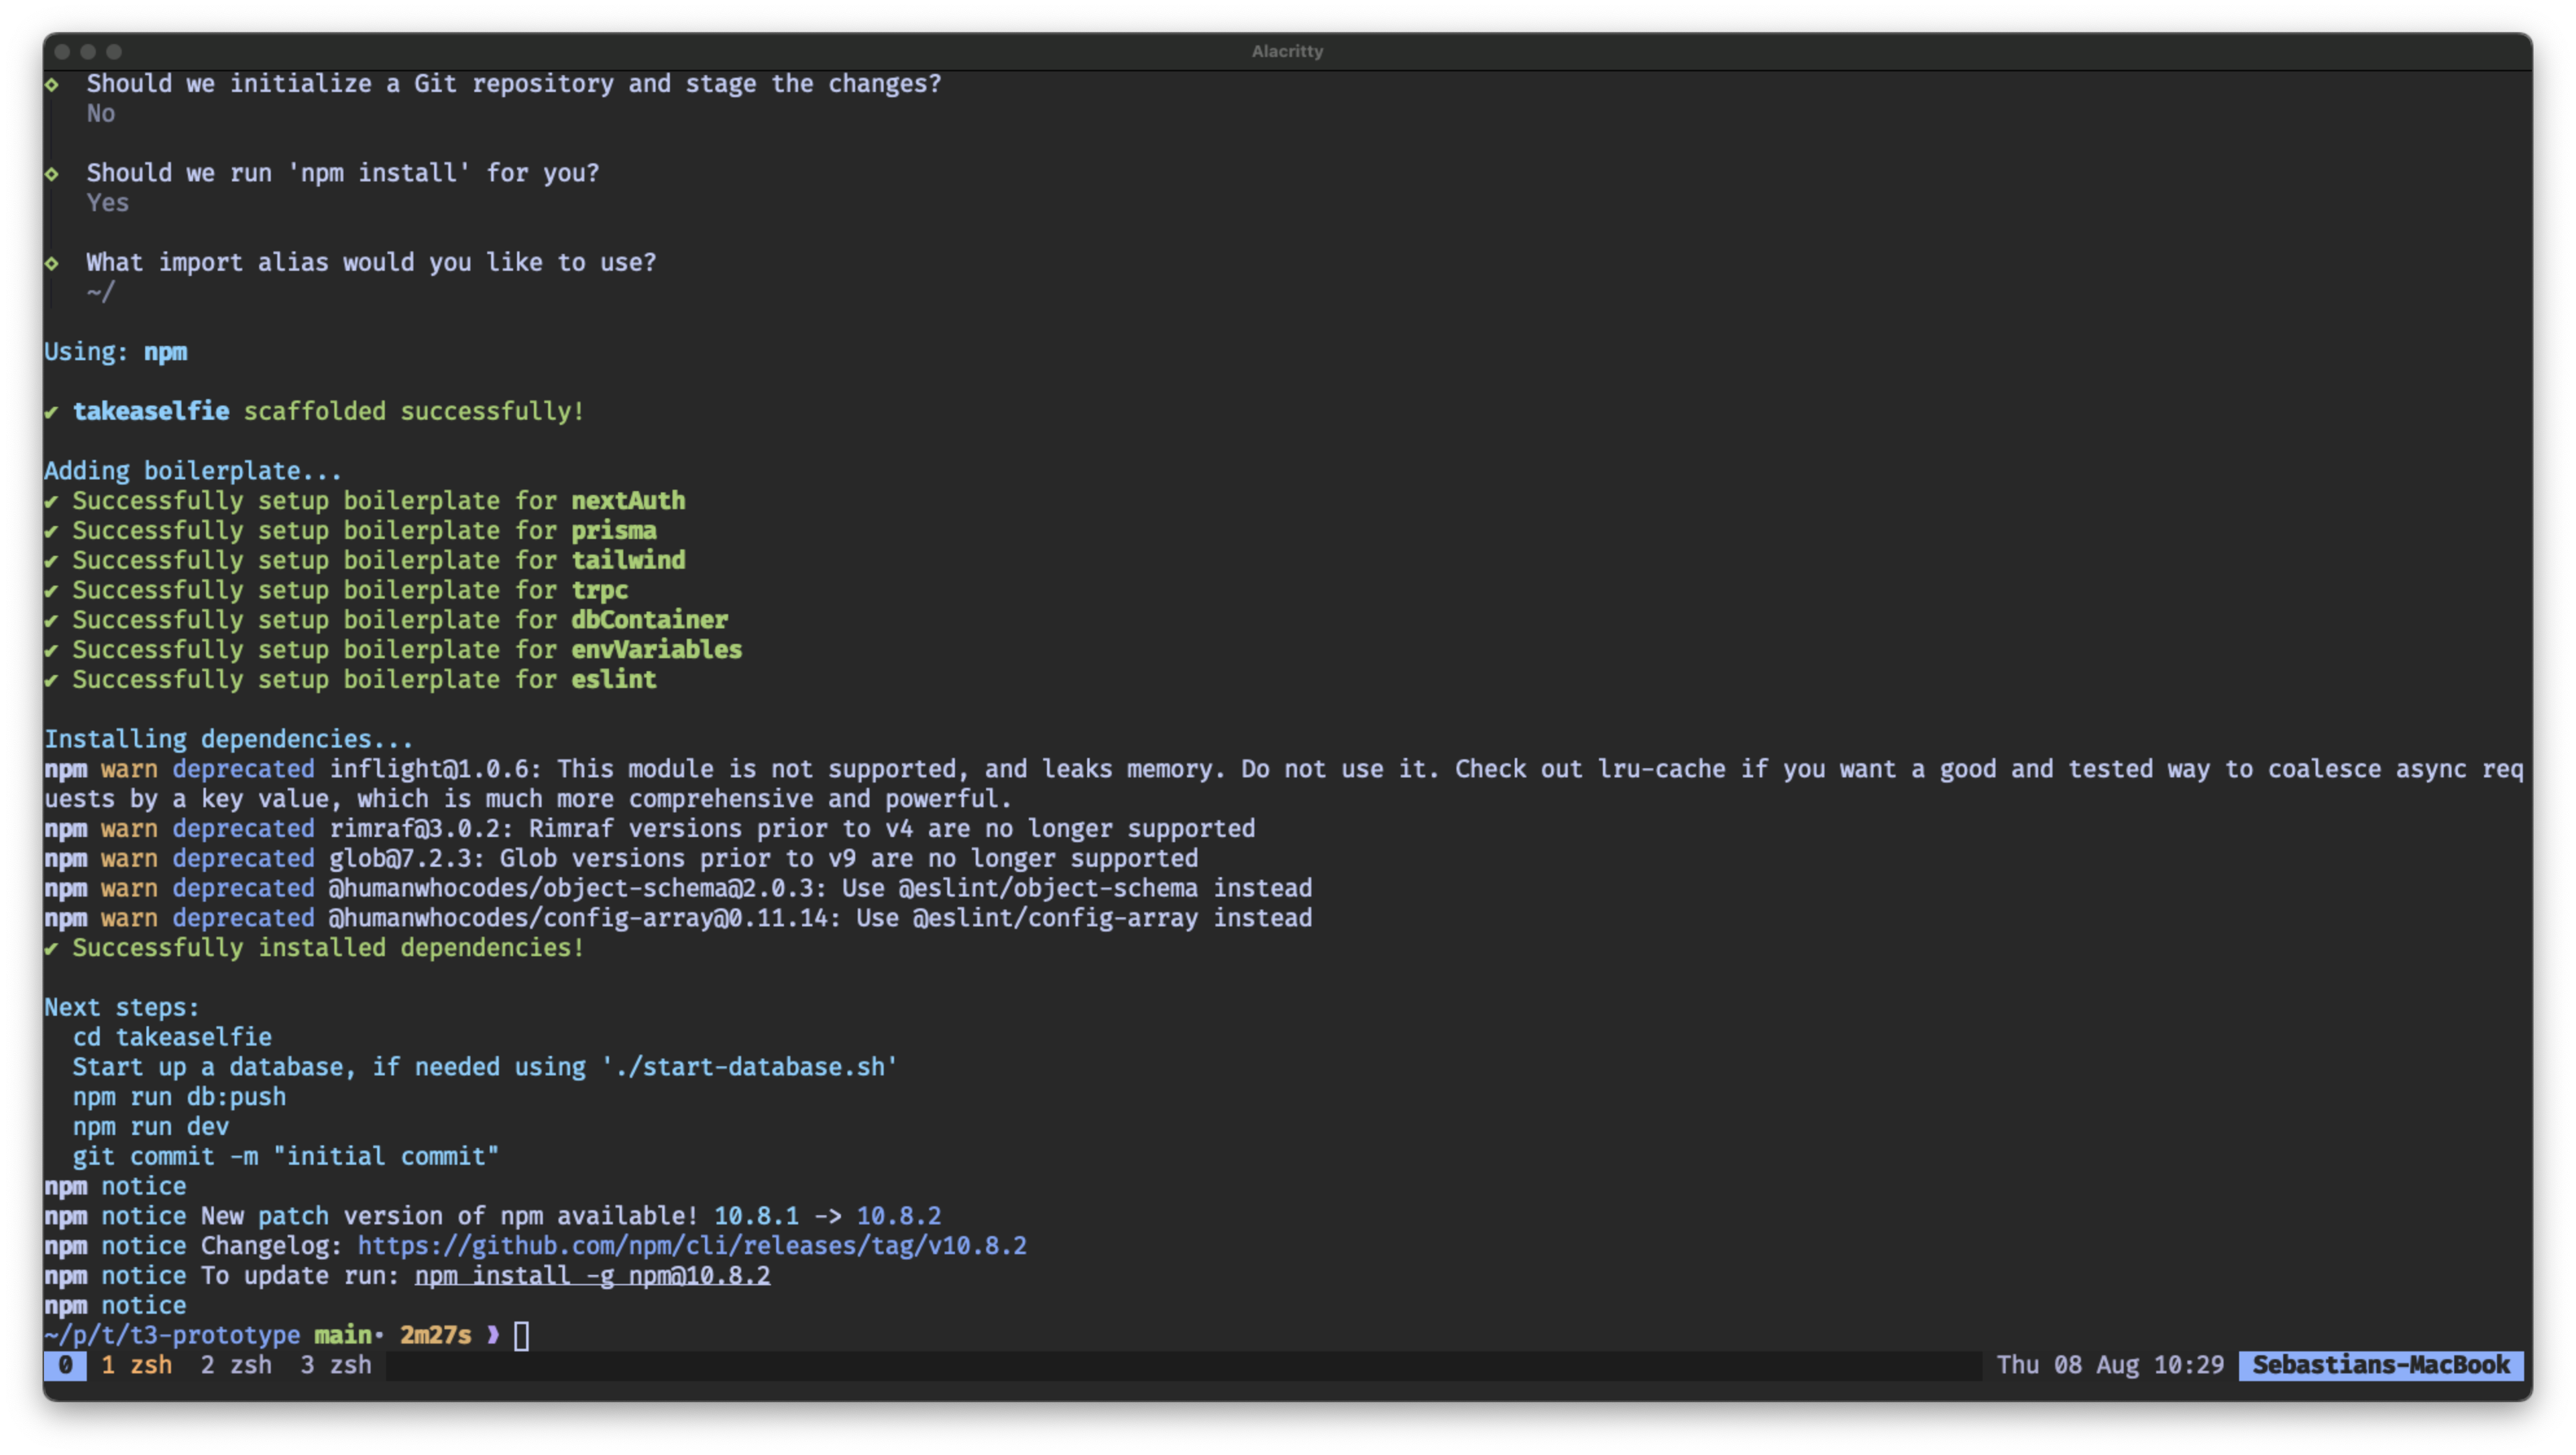 Alacritty
◇  Should we initialize a Git repository and stage the changes?
   No
◇  Should we run 'npm install' for you?
   Yes
◇  What import alias would you like to use?
   ~/
Using: npm
✔ takeaselfie scaffolded successfully!
Adding boilerplate...
✔ Successfully setup boilerplate for nextAuth
✔ Successfully setup boilerplate for prisma
✔ Successfully setup boilerplate for tailwind
✔ Successfully setup boilerplate for trpc
✔ Successfully setup boilerplate for dbContainer
✔ Successfully setup boilerplate for envVariables
✔ Successfully setup boilerplate for eslint
Installing dependencies...
npm warn deprecated inflight@1.0.6: This module is not supported, and leaks memory. Do not use it. Check out lru-cache if you want a good and tested way to coalesce async req
uests by a key value, which is much more comprehensive and powerful.
npm warn deprecated rimraf@3.0.2: Rimraf versions prior to v4 are no longer supported
npm warn deprecated glob@7.2.3: Glob versions prior to v9 are no longer supported
npm warn deprecated @humanwhocodes/object-schema@2.0.3: Use @eslint/object-schema instead
npm warn deprecated @humanwhocodes/config-array@0.11.14: Use @eslint/config-array instead
✔ Successfully installed dependencies!
Next steps:
  cd takeaselfie
  Start up a database, if needed using './start-database.sh'
  npm run db:push
  npm run dev
  git commit -m "initial commit"
npm notice
npm notice New patch version of npm available! 10.8.1 -> 10.8.2
npm notice Changelog: https://github.com/npm/cli/releases/tag/v10.8.2
npm notice To update run: npm install -g npm@10.8.2
npm notice
~/p/t/t3-prototype main• 2m27s ❱
0 1 zsh 2 zsh 3 zsh Thu 08 Aug 10:29 Sebastians-MacBook